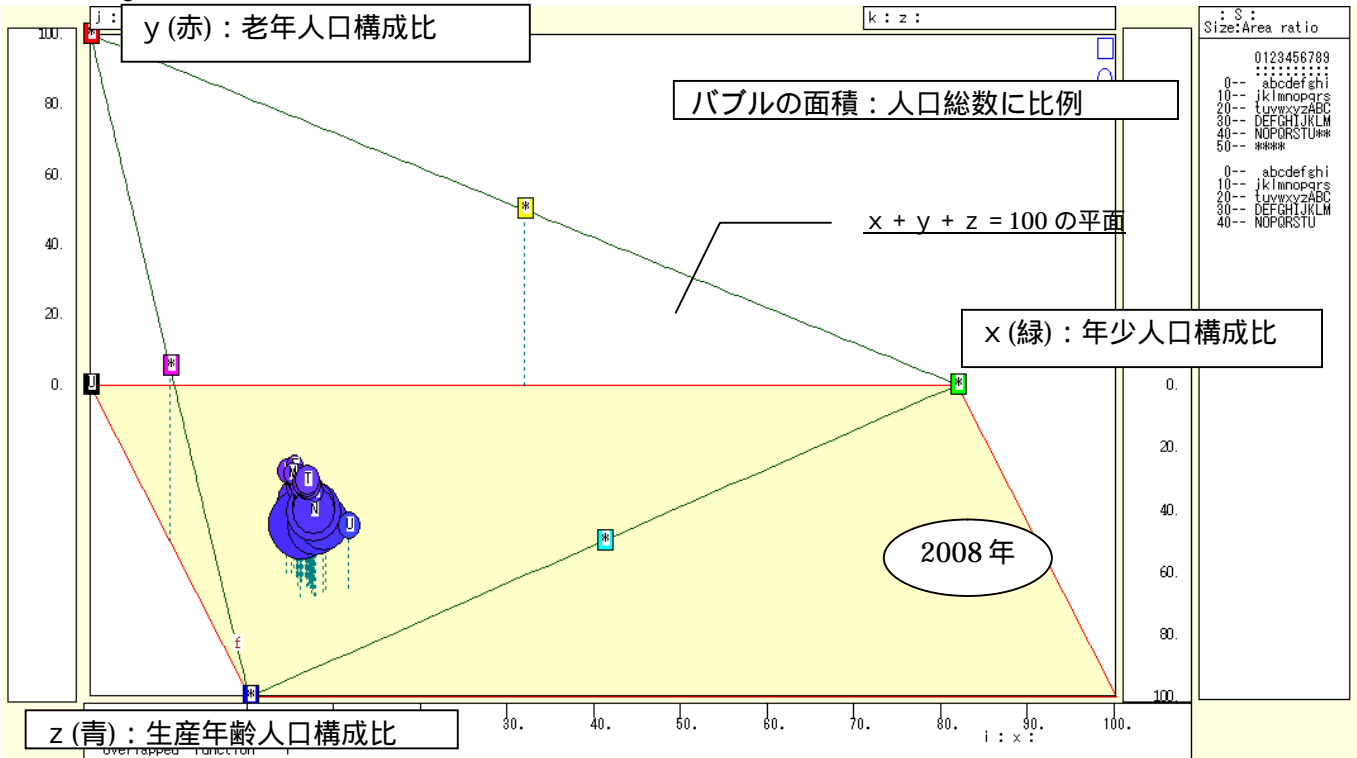 j :
k : z :
: S :
Size:Area ratio
y (赤)：老年人口構成比
バブルの面積：人口総数に比例
x + y + z = 100 の平面
x (緑)：年少人口構成比
2008 年
z (青)：生産年齢人口構成比
100.
80.
60.
40.
20.
0.
0.
20.
40.
60.
80.
100.
30.
40.
50.
60.
70.
80.
90.
100.
i : x :
overlapped function
0123456789
: : : : : : : : : :
0-- abcdefghi
10-- jklmnopqrs
20-- tuvwxyzABC
30-- DEFGHIJKLM
40-- NOPQRSTU**
50-- ****
0-- abcdefghi
10-- jklmnopqrs
20-- tuvwxyzABC
30-- DEFGHIJKLM
40-- NOPQRSTU
*
*
*
U
*
*
*
T
N
U
f